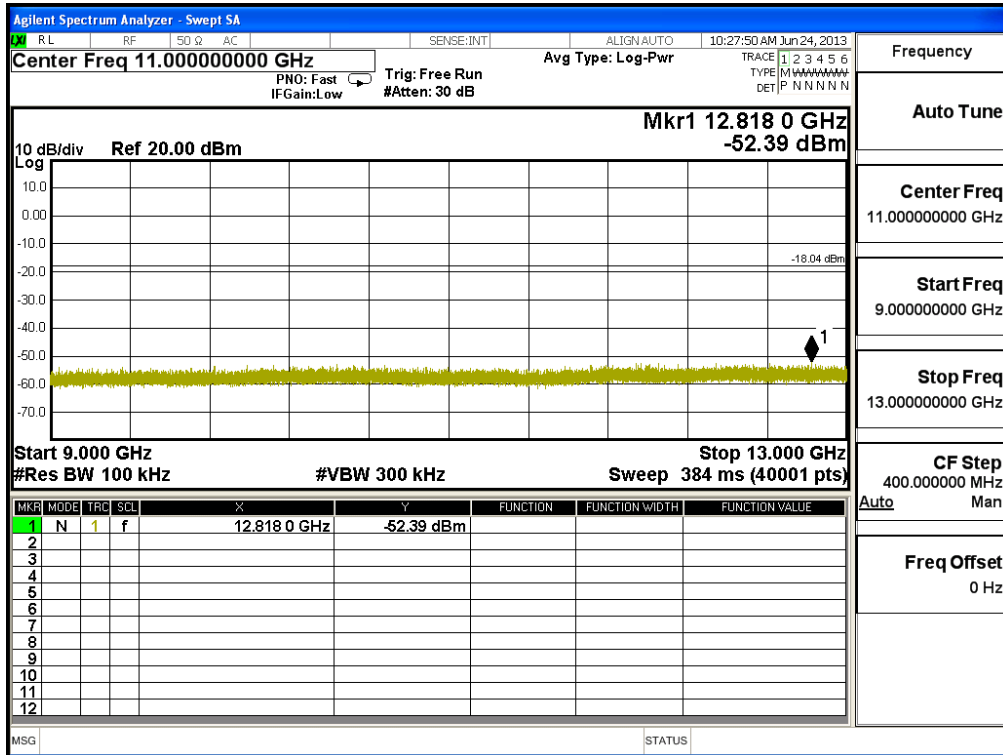 Agilent Spectrum Analyzer - Swept SA
LXI RL RF 50 Ω AC SENSE:INT ALIGNAUTO 10:27:50 AM Jun 24, 2013
Center Freq 11.000000000 GHz
PNO: Fast
IFGain:Low
Trig: Free Run
#Atten: 30 dB
Avg Type: Log-Pwr
TRACE 1 2 3 4 5 6
TYPE M WWWWW
DET P N N N N N
Mkr1 12.818 0 GHz
-52.39 dBm
10 dB/div Ref 20.00 dBm
Log
10.0
0.00
-10.0
-18.04 dBm
-20.0
-30.0
-40.0
1
-50.0
-60.0
-70.0
Start 9.000 GHz Stop 13.000 GHz
#Res BW 100 kHz #VBW 300 kHz Sweep 384 ms (40001 pts)
MKR MODE TRC SCL X Y FUNCTION FUNCTION WIDTH FUNCTION VALUE
1 N 1 f 12.818 0 GHz -52.39 dBm
2
3
4
5
6
7
8
9
10
11
12
MSG STATUS
Frequency
Auto Tune
Center Freq
11.000000000 GHz
Start Freq
9.000000000 GHz
Stop Freq
13.000000000 GHz
CF Step
400.000000 MHz
Auto Man
Freq Offset
0 Hz